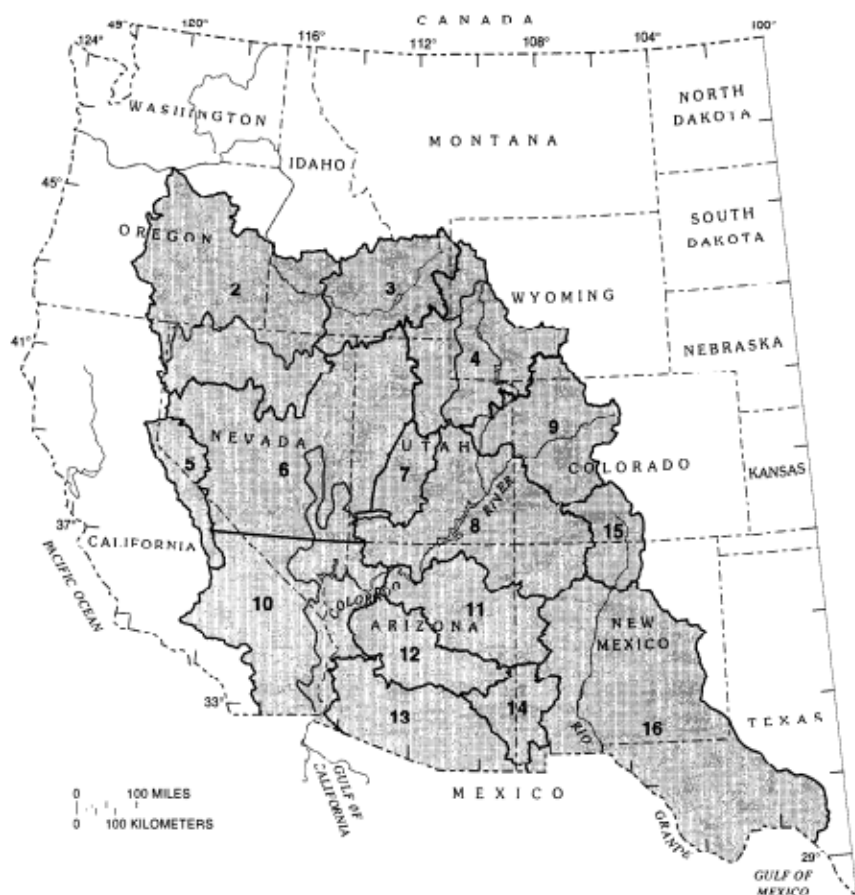 CANADA
49°
120°
116°
112°
108°
100°
124°
WASHINGTON
MONTANA
NORTH
DAKOTA
IDAHO
45°
OREGON
SOUTH
DAKOTA
2
3
WYOMING
41°
4
NEBRASKA
9
NEVADA
UTAH
5
6
7
COLORADO
KANSAS
RIVER
8
37°
15
CALIFORNIA
PACIFIC OCEAN
COLORADO
10
11
ARIZONA
NEW
MEXICO
12
33°
13
14
RIO
16
TEXAS
0 100 MILES
0 100 KILOMETERS
GULF OF
CALIFORNIA
MEXICO
GRANDE
29°
GULF OF
MEXICO